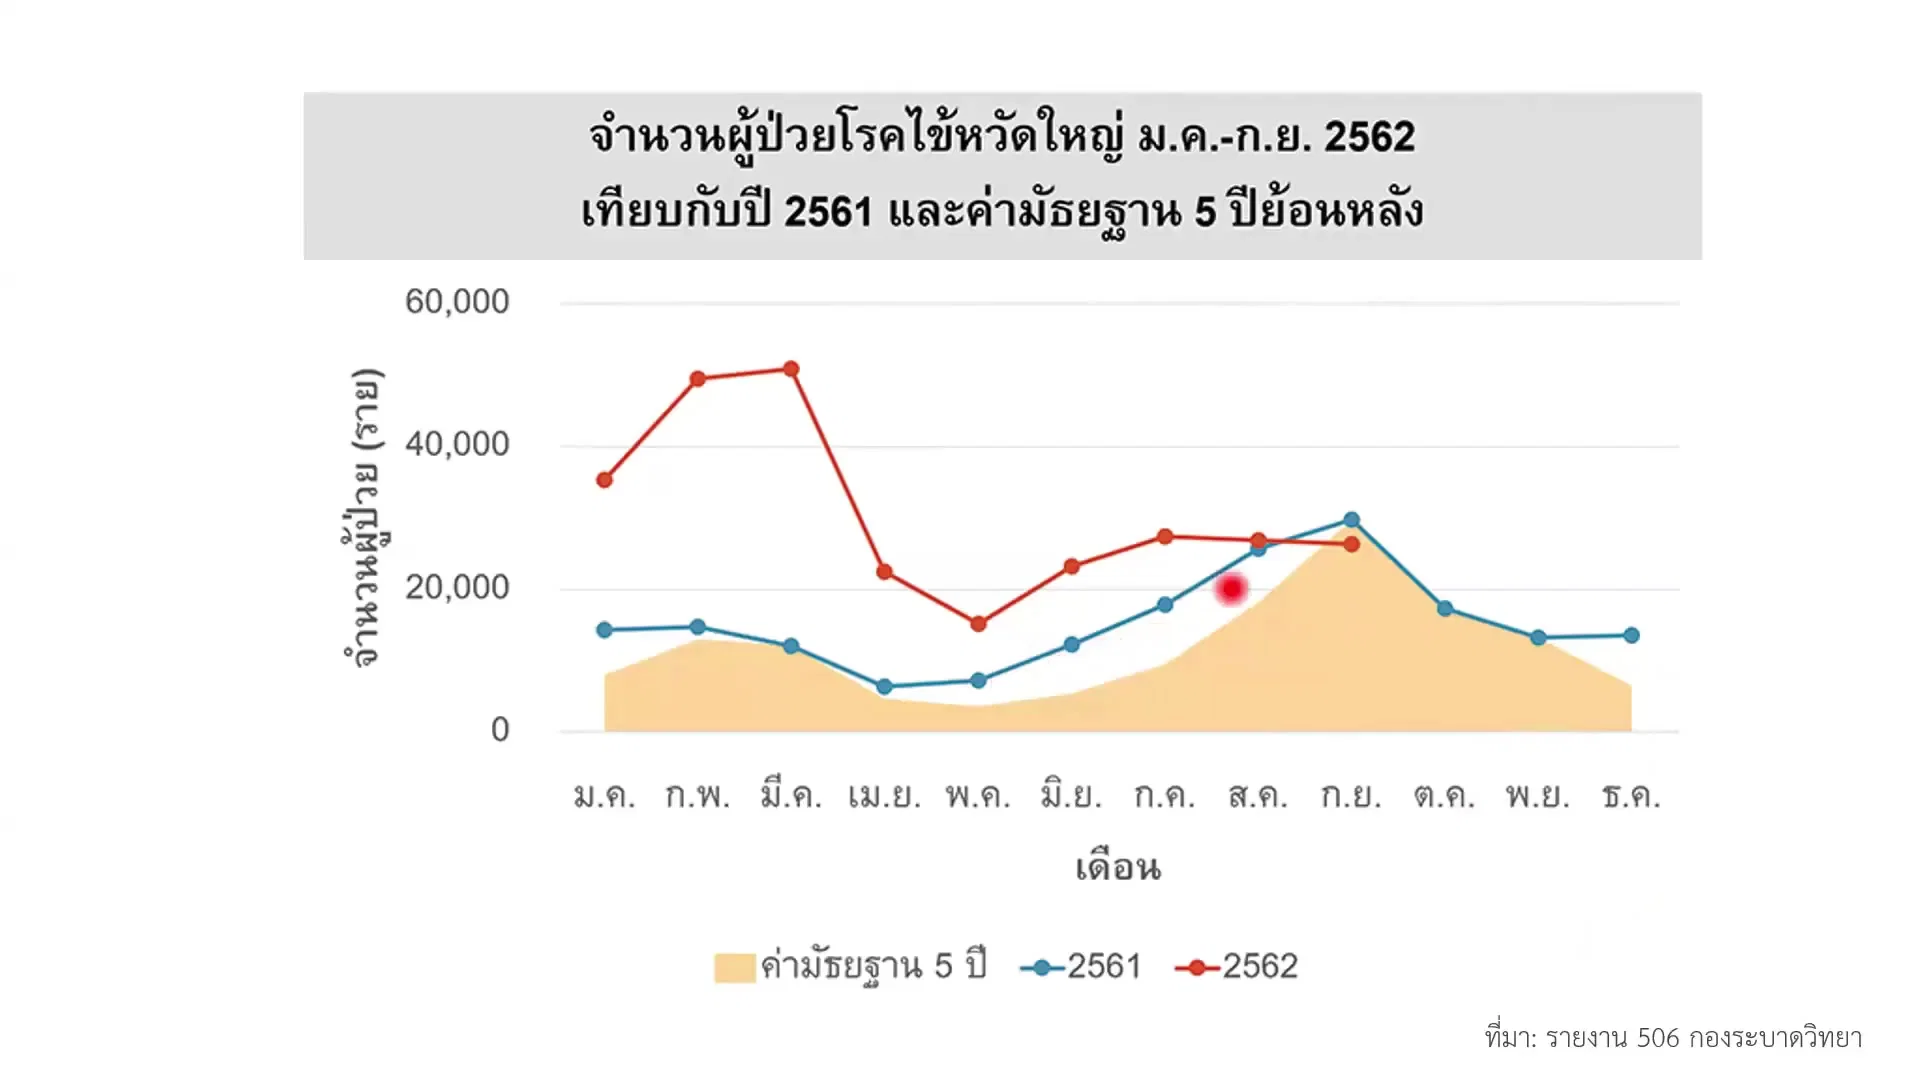 จำนวนผู้ป่วยโรคไข้หวัดใหญ่ ม.ค.-ก.ย. 2562
เทียบกับปี 2561 และค่ามัธยฐาน 5 ปีย้อนหลัง
จำนวนผู้ป่วย (ราย)
60,000
40,000
20,000
0
ม.ค. ก.พ. มี.ค. เม.ย. พ.ค. มิ.ย. ก.ค. ส.ค. ก.ย. ต.ค. พ.ย. ธ.ค.
เดือน
ค่ามัธยฐาน 5 ปี 2561 2562
ที่มา: รายงาน 506 กองระบาดวิทยา